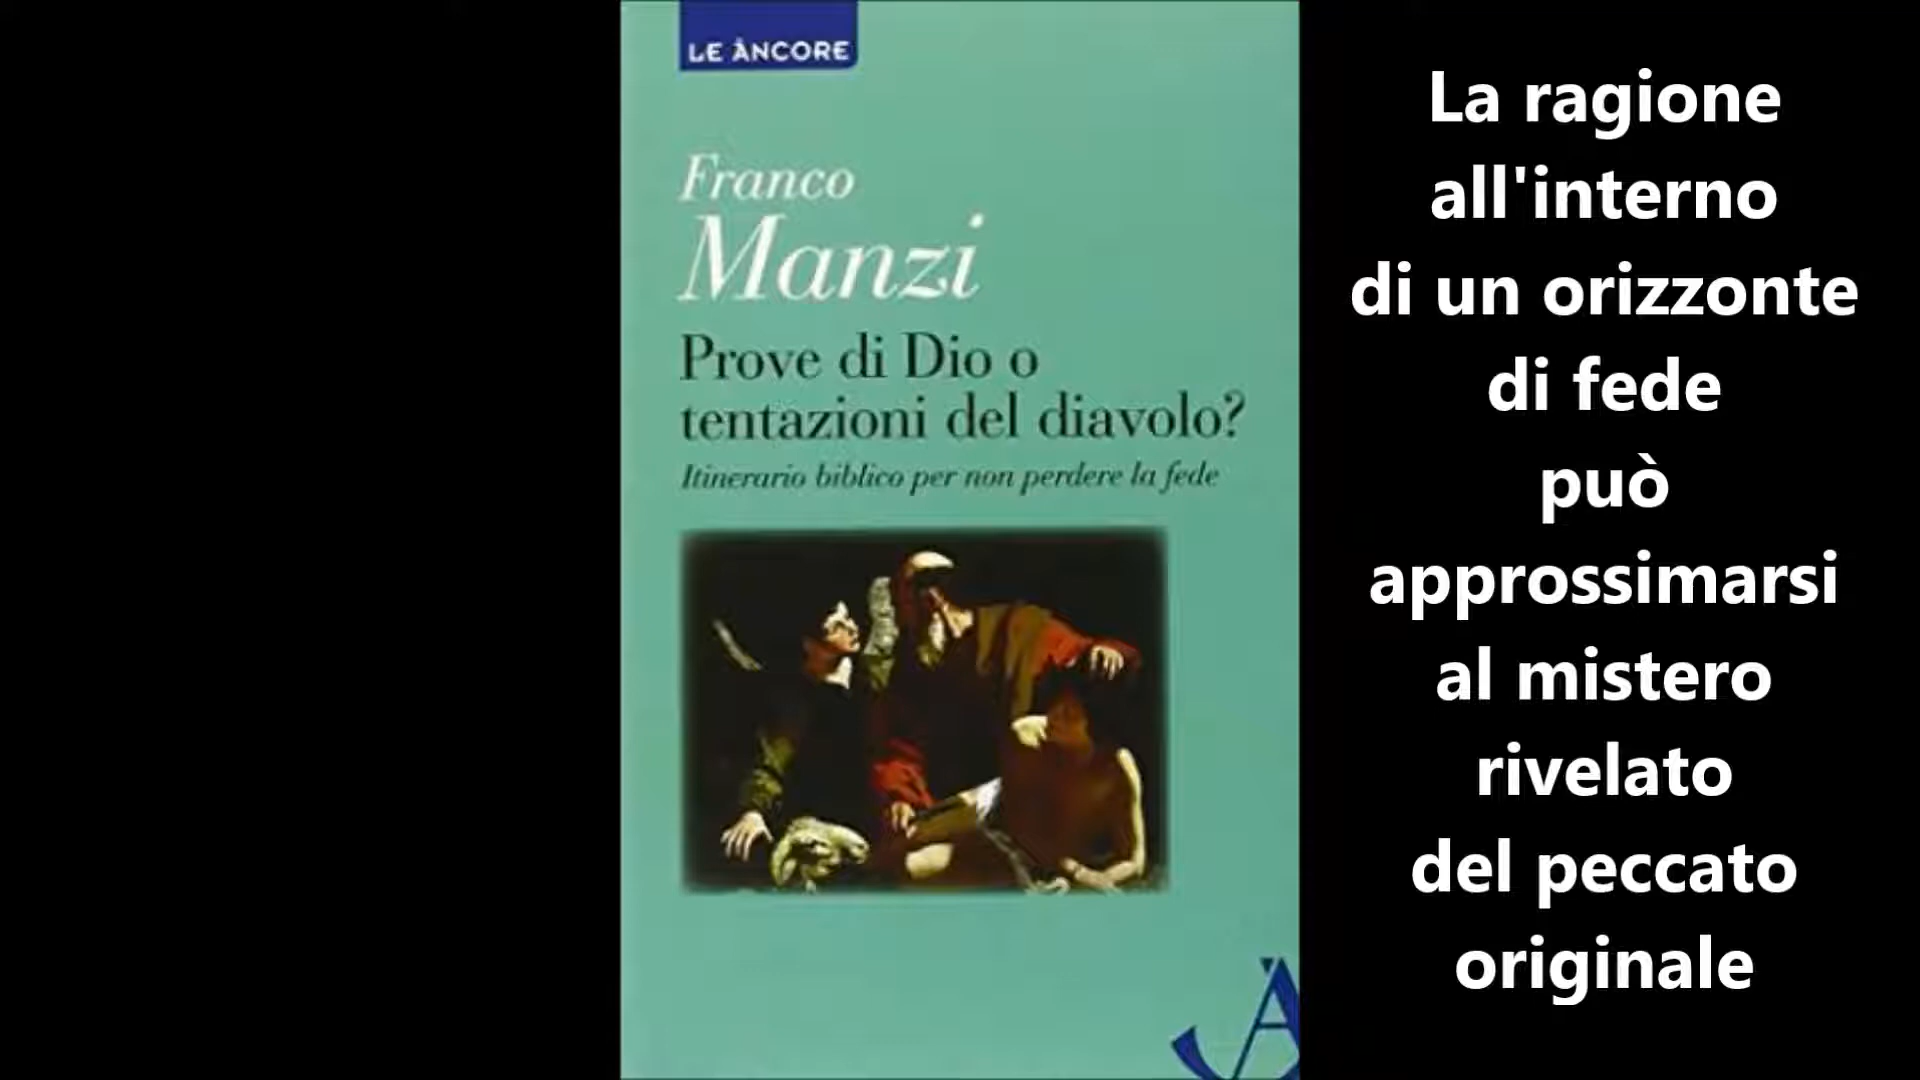 LE ÀNCORE
Franco
Manzi
Prove di Dio o
tentazioni del diavolo?
Itinerario biblico per non perdere la fede
À
La ragione
all'interno
di un orizzonte
di fede
può
approssimarsi
al mistero
rivelato
del peccato
originale